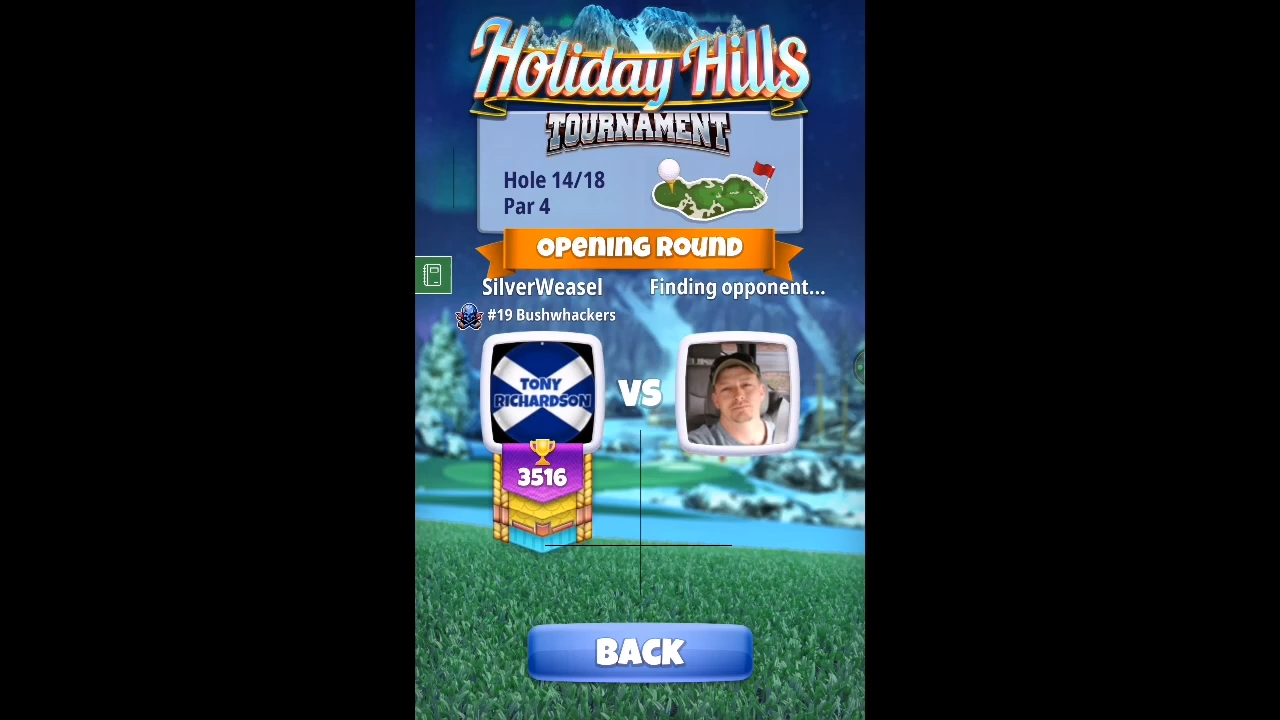 Holiday Hills
TOURNAMENT
Hole 14/18
Par 4
OPENING ROUND
SilverWeasel
Finding opponent...
#19 Bushwhackers
TONY
RICHARDSON
VS
3516
BACK